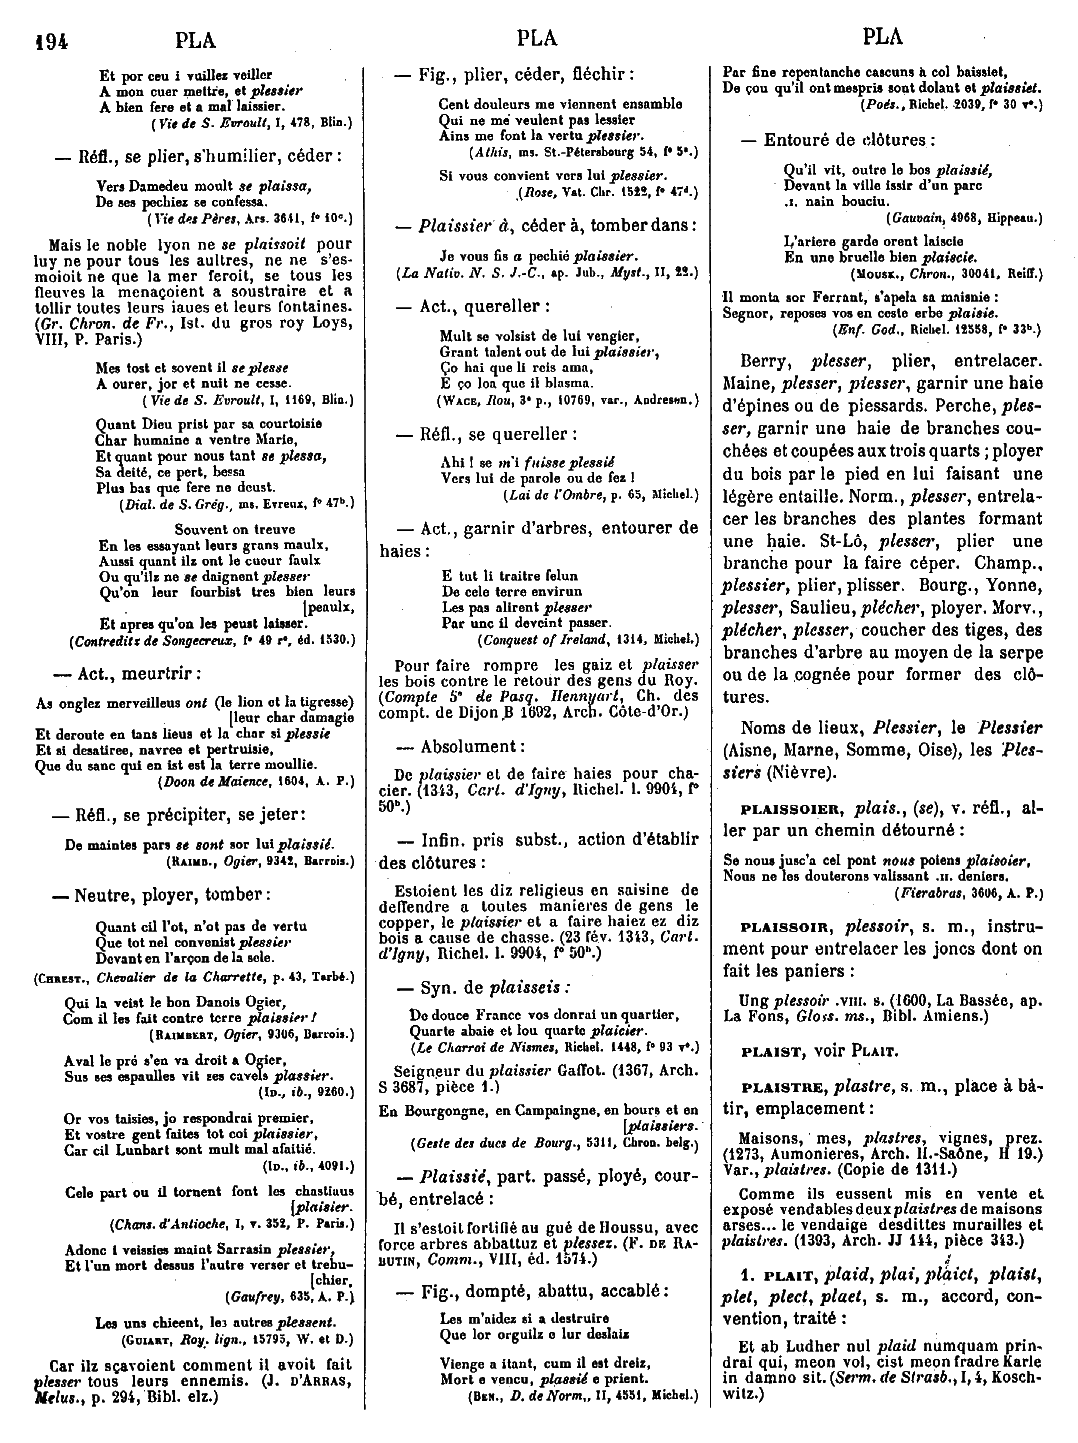 194 PLA PLA PLA
Et por ceu i vuillez veiller
A mon cuer mettre, et plessier
A bien fere et a mal laissier.
(Vie de S. Evroult, I, 478, Blin.)
— Réfl., se plier, s'humilier, céder :
Vers Damedeu moult se plaissa,
De ses pechiez se confessa.
(Vie des Pères, Ars. 3641, f° 10c.)
Mais le noble lyon ne se plaissoit pour
luy ne pour tous les aultres, ne ne s'es-
moioit ne que la mer feroit, se tous les
fleuves la menaçoient a soustraire et a
tollir toutes leurs iaues et leurs fontaines.
(Gr. Chron. de Fr., Ist. du gros roy Loys,
VIII, P. Paris.)
Mes tost et sovent il se plesse
A ourer, jor et nuit ne cesse.
(Vie de S. Evroult, I, 1169, Blin.)
Quant Dieu prist par sa courtoisie
Char humaine a ventre Marie,
Et quant pour nous tant se plessa,
Sa deité, ce pert, bessa
Plus bas que fere ne deust.
(Dial. de S. Grég., ms. Evreux, f° 47b.)
Souvent on treuve
En les essayant leurs grans maulx,
Aussi quant ilz ont le cueur faulx
Ou qu'ilz ne se daignent plesser
Qu'on leur fourbist tres bien leurs
[peaulx,
Et apres qu'on les peust laisser.
(Contreditz de Songecreux, f° 49 r°, éd. 1530.)
— Act., meurtrir :
As onglez merveilleus ont (le lion et la tigresse)
[leur char damagie
Et deroute en tans lieus et la char si plessie
Et si desatiree, navree et pertruisie,
Que du sanc qui en ist est la terre moullie.
(Doon de Maience, 1604, A. P.)
— Réfl., se précipiter, se jeter :
De maintes pars se sont sor lui plaissié.
(RAIMB., Ogier, 9342, Barrois.)
— Neutre, ployer, tomber :
Quant cil l'ot, n'ot pas de vertu
Que tot nel convenist plessier
Devant en l'arçon de la sele.
(CHREST., Chevalier de la Charrette, p. 43, Tarbé.)
Qui la veist le bon Danois Ogier,
Com il les fait contre terre plaissier !
(RAIMBERT, Ogier, 9306, Barrois.)
Aval le pré s'en va droit a Ogier,
Sus ses espaulles vit ses cavels plassier.
(ID., ib., 9260.)
Or vos taisies, jo respondrai premier,
Et vostre gent faites tot coi plaissier,
Car cil Lunbart sont mult mal afaitié.
(ID., ib., 4091.)
Cele part ou il tornent font les chastiaus
[plaisier.
(Chans. d'Antioche, I, v. 352, P. Paris.)
Adonc i veissies maint Sarrasin plessier,
Et l'un mort dessus l'autre verser et trebu-
[chier,
(Gaufrey, 635, A. P.)
Les uns chieent, les autres plessent.
(GUIART, Roy. lign., 15795, W. et D.)
Car ilz sçavoient comment il avoit fait
plesser tous leurs ennemis. (J. D'ARRAS,
Melus., p. 294, Bibl. elz.)
— Fig., plier, céder, fléchir :
Cent douleurs me viennent ensamble
Qui ne me veulent pas lessier
Ains me font la vertu plessier.
(Athis, ms. St.-Pétersbourg 54, f° 5a.)
Si vous convient vers lui plessier.
(Rose, Vat. Chr. 1522, f° 47d.)
— Plaissier à, céder à, tomber dans :
Je vous fis a pechié plaissier.
(La Nativ. N. S. J.-C., ap. Jub., Myst., II, 22.)
— Act., quereller :
Mult se volsist de lui vengier,
Grant talent out de lui plaissier,
Ço hai que li reis ama,
E ço loa que il blasma.
(WACE, Rou, 3e p., 10769, var., Andresen.)
— Réfl., se quereller :
Ahi ! se m'i fuisse plessié
Vers lui de parole ou de fez !
(Lai de l'Ombre, p. 65, Michel.)
— Act., garnir d'arbres, entourer de
haies :
E tut li traitre felun
De cele terre envirun
Les pas alirent plesser
Par unc il deveint passer.
(Conquest of Ireland, 1314, Michel.)
Pour faire rompre les gaiz et plaisser
les bois contre le retour des gens du Roy.
(Compte 5e de Pasq. Hennyart, Ch. des
compt. de Dijon B 1692, Arch. Côte-d'Or.)
— Absolument :
De plaissier et de faire haies pour cha-
cier. (1343, Carl. d'Igny, Richel. l. 9904, f°
50b.)
— Infin. pris subst., action d'établir
des clôtures :
Estoient les diz religieus en saisine de
deffendre a toutes manieres de gens le
copper, le plaissier et a faire haiez ez diz
bois a cause de chasse. (23 fév. 1343, Cart.
d'Igny, Richel. l. 9904, f° 50b.)
— Syn. de plaisseis :
De douce France vos donrai un quartier,
Quarte abaie et lou quarte plaicier.
(Le Charroi de Nismes, Richel. 1448, f° 93 v°.)
Seigneur du plaissier Gaffot. (1367, Arch.
S 3687, pièce 1.)
En Bourgongne, en Campaingne, en bours et en
[plaissiers.
(Geste des ducs de Bourg., 5311, Chron. belg.)
— Plaissié, part. passé, ployé, cour-
bé, entrelacé :
Il s'estoit fortifié au gué de Houssu, avec
force arbres abbattuz et plessez. (F. DE RA-
BUTIN, Comm., VIII, éd. 1574.)
— Fig., dompté, abattu, accablé :
Les m'aidez si a destruire
Que lor orguilz e lur deslaiz
Vienge a itant, cum il est dreiz,
Mort e vencu, plassié e prient.
(BEN., D. de Norm., II, 4551, Michel.)
Par fine repentanche cascuns à col baissiet,
De çou qu'il ont mespris sont dolant et plaissiet.
(Poés., Richel. 2039, f° 30 v°.)
— Entouré de clôtures :
Qu'il vit, outre le bos plaissié,
Devant la ville issir d'un parc
.I. nain bouciu.
(Gauvain, 4968, Hippeau.)
L'ariere garde orent laiscie
En une bruelle bien plaiscie.
(MOUSK., Chron., 30041, Reiff.)
Il monta sor Ferrant, s'apela sa maisnie :
Segnor, reposes vos en ceste erbe plaisie.
(Enf. God., Richel. 12558, f° 33b.)
Berry, plesser, plier, entrelacer.
Maine, plesser, piesser, garnir une haie
d'épines ou de piessards. Perche, ples-
ser, garnir une haie de branches cou-
chées et coupées aux trois quarts ; ployer
du bois par le pied en lui faisant une
légère entaille. Norm., plesser, entrela-
cer les branches des plantes formant
une haie. St-Lô, plesser, plier une
branche pour la faire céper. Champ.,
plessier, plier, plisser. Bourg., Yonne,
plesser, Saulieu, plécher, ployer. Morv.,
plécher, plesser, coucher des tiges, des
branches d'arbre au moyen de la serpe
ou de la cognée pour former des clô-
tures.
Noms de lieux, Plessier, le Plessier
(Aisne, Marne, Somme, Oise), les Ples-
siers (Nièvre).
PLAISSOIER, plais., (se), v. réfl., al-
ler par un chemin détourné :
Se nous jusc'a cel pont nous poiens plaisoier,
Nous ne les douterons valissant .II. deniers.
(Fierabras, 3606, A. P.)
PLAISSOIR, plessoir, s. m., instru-
ment pour entrelacer les joncs dont on
fait les paniers :
Ung plessoir .VIII. s. (1600, La Bassée, ap.
La Fons, Gloss. ms., Bibl. Amiens.)
PLAIST, voir PLAIT.
PLAISTRE, plastre, s. m., place à bâ-
tir, emplacement :
Maisons, mes, plastres, vignes, prez.
(1273, Aumonieres, Arch. H.-Saône, H 19.)
Var., plaistres. (Copie de 1311.)
Comme ils eussent mis en vente et
exposé vendables deux plaistres de maisons
arses... le vendaige desdittes murailles et
plaistres. (1393, Arch. JJ 144, pièce 343.)
1. PLAIT, plaid, plai, plaict, plaist,
plet, plect, plaet, s. m., accord, con-
vention, traité :
Et ab Ludher nul plaid numquam prin-
drai qui, meon vol, cist meon fradre Karle
in damno sit. (Serm. de Strasb., I, 4, Kosch-
witz.)